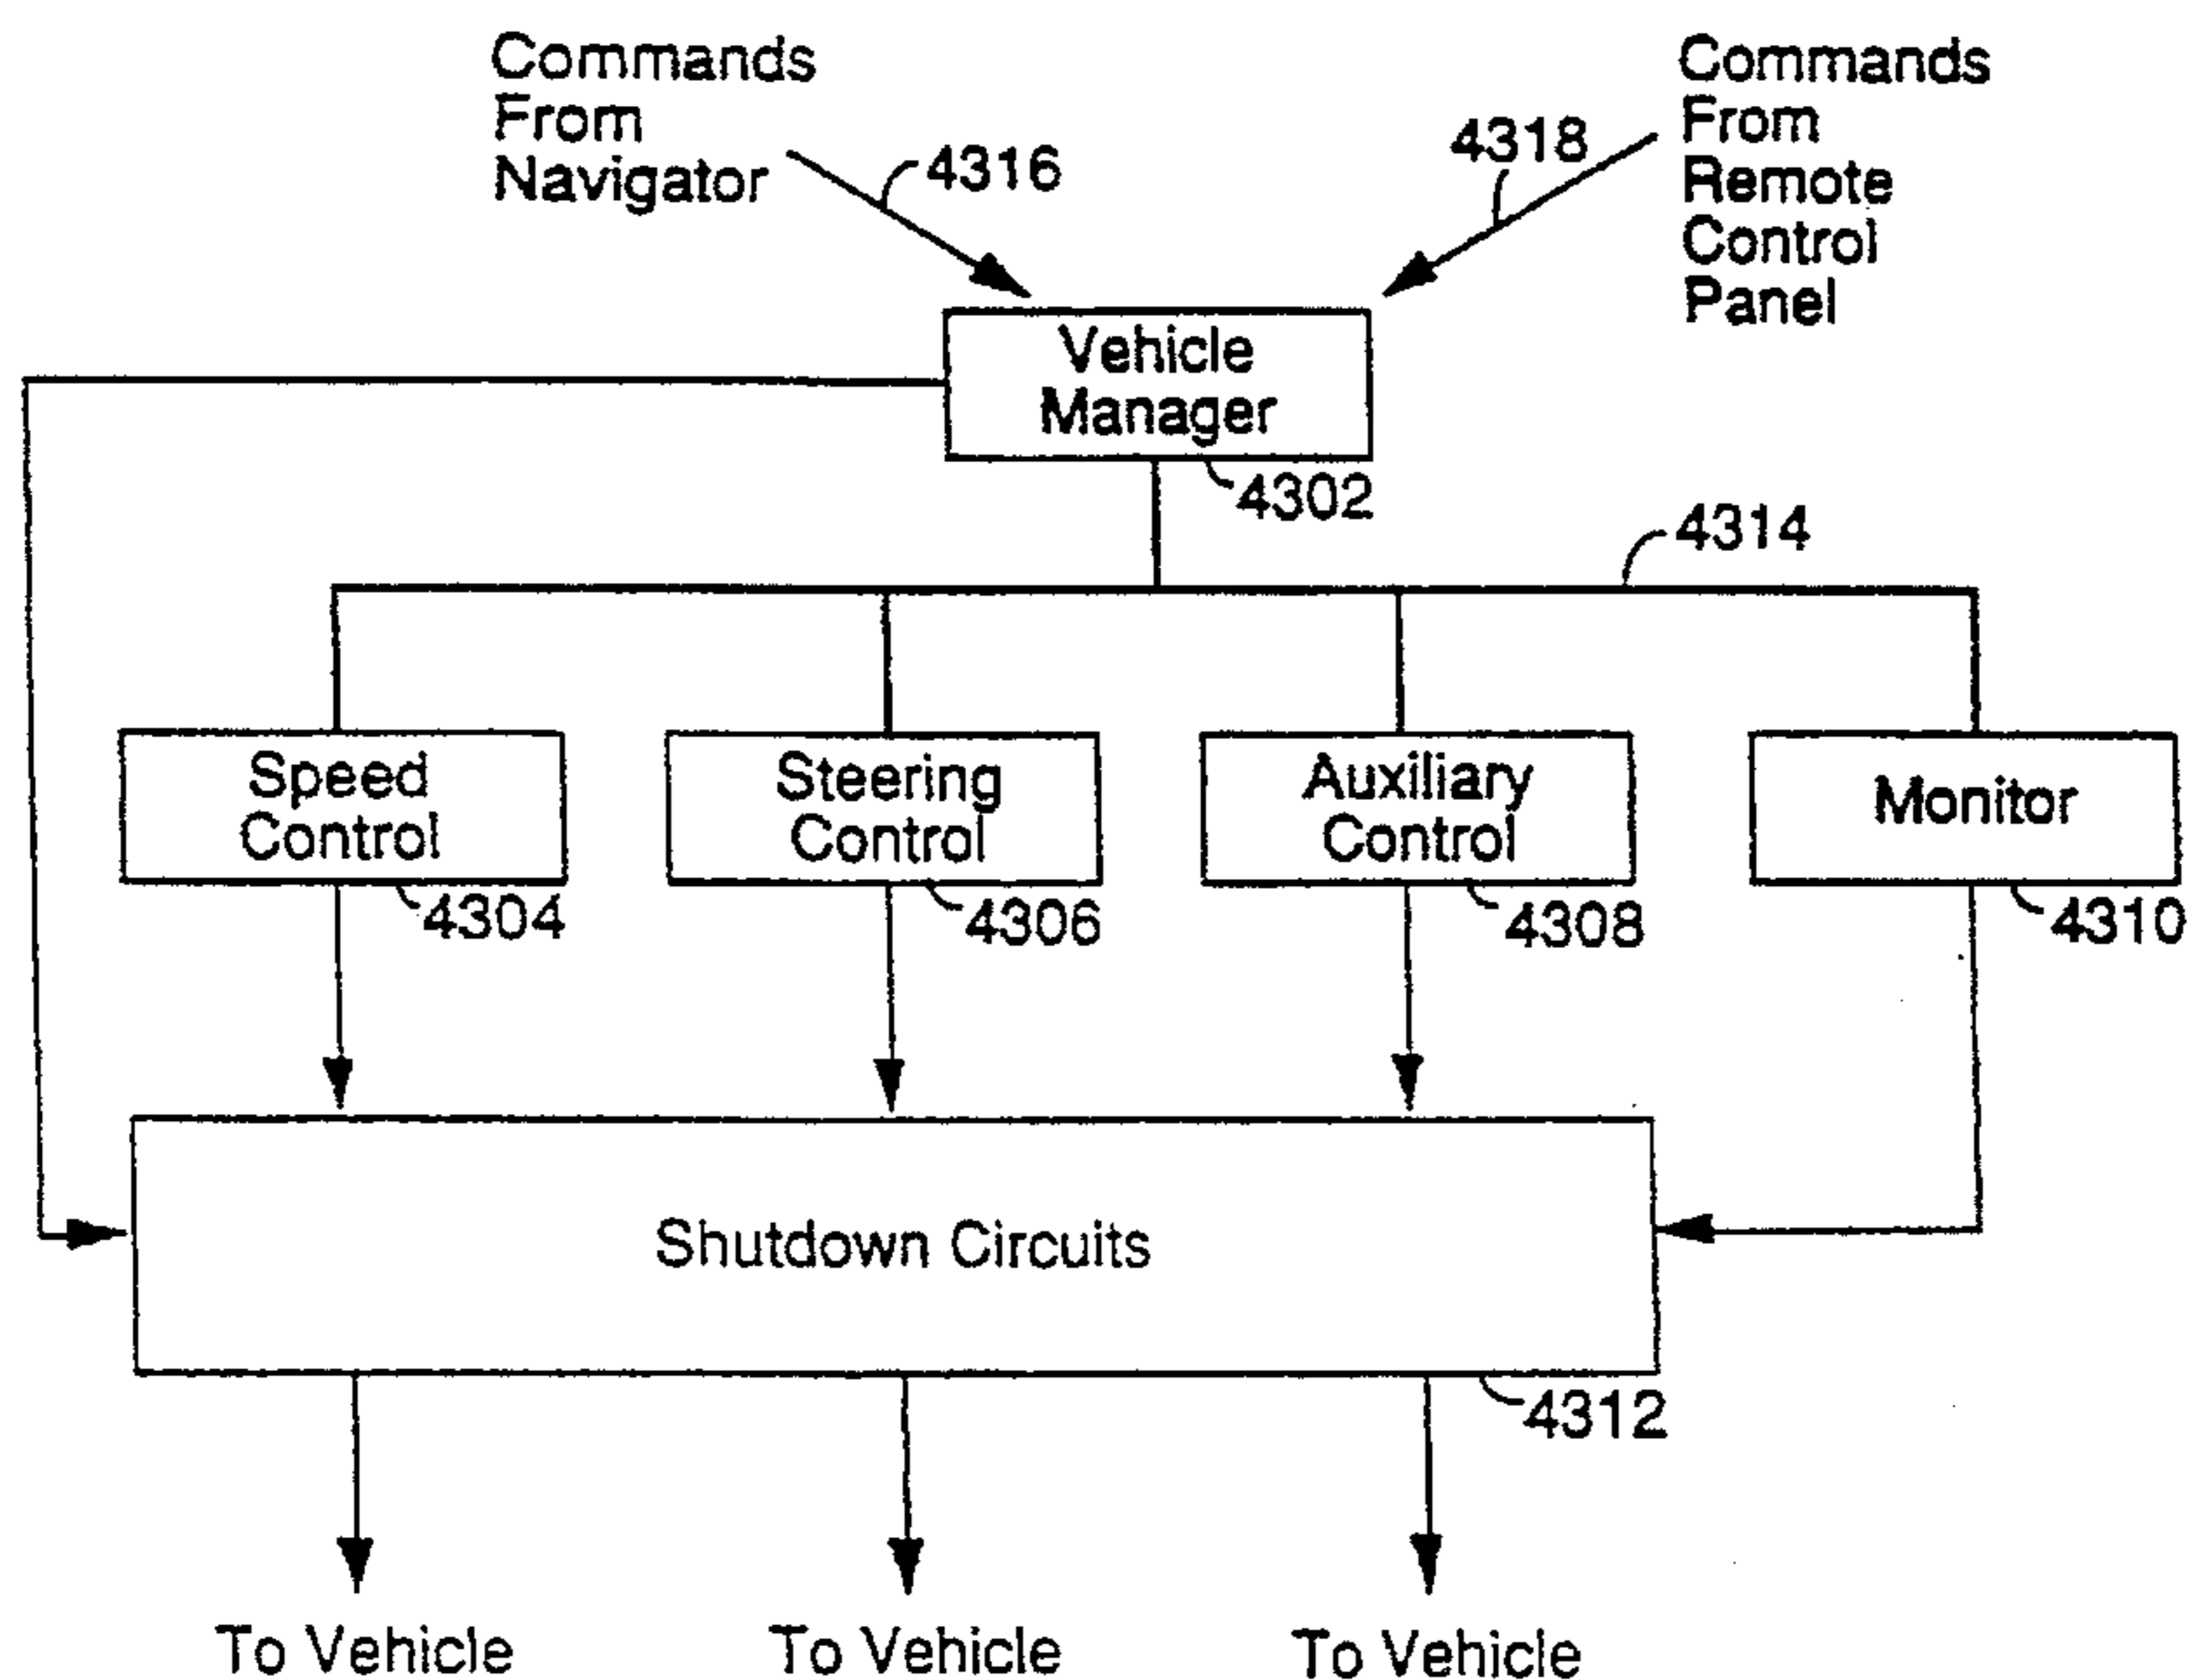 Commands
From
Navigator
4316
4318
Commands
From
Remote
Control
Panel
Vehicle
Manager
4302
4314
Speed
Control
4304
Steering
Control
4306
Auxiliary
Control
4308
Monitor
4310
Shutdown Circuits
4312
To Vehicle
To Vehicle
To Vehicle